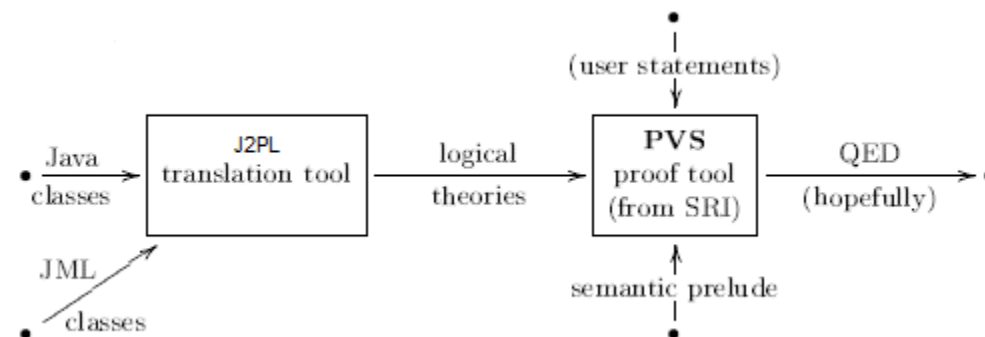 (user statements)
Java
classes
J2PL
translation tool
logical
theories
PVS
proof tool
(from SRI)
QED
(hopefully)
JML
classes
semantic prelude